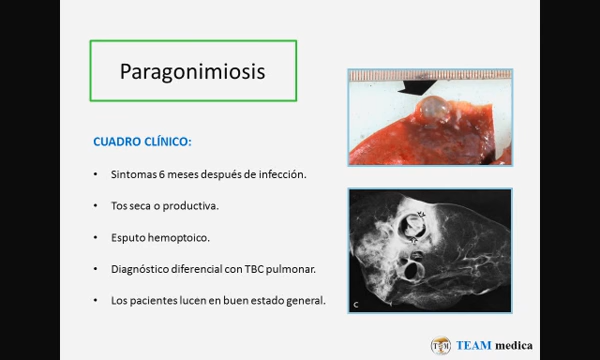 Paragonimiosis
CUADRO CLÍNICO:
• Sintomas 6 meses después de infección.
• Tos seca o productiva.
• Esputo hemoptoico.
• Diagnóstico diferencial con TBC pulmonar.
• Los pacientes lucen en buen estado general.
C
TEAM medica